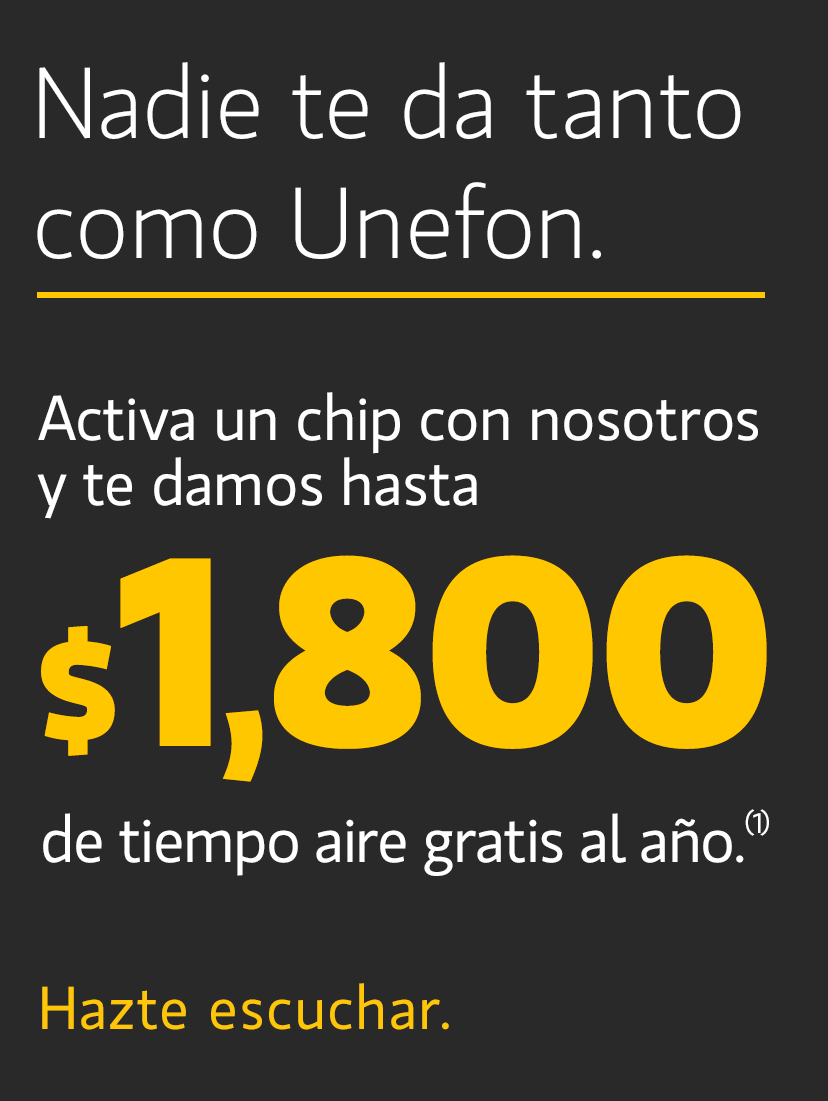 Nadie te da tanto
como Unefon.
Activa un chip con nosotros
y te damos hasta
$1,800
de tiempo aire gratis al año.(1)
Hazte escuchar.